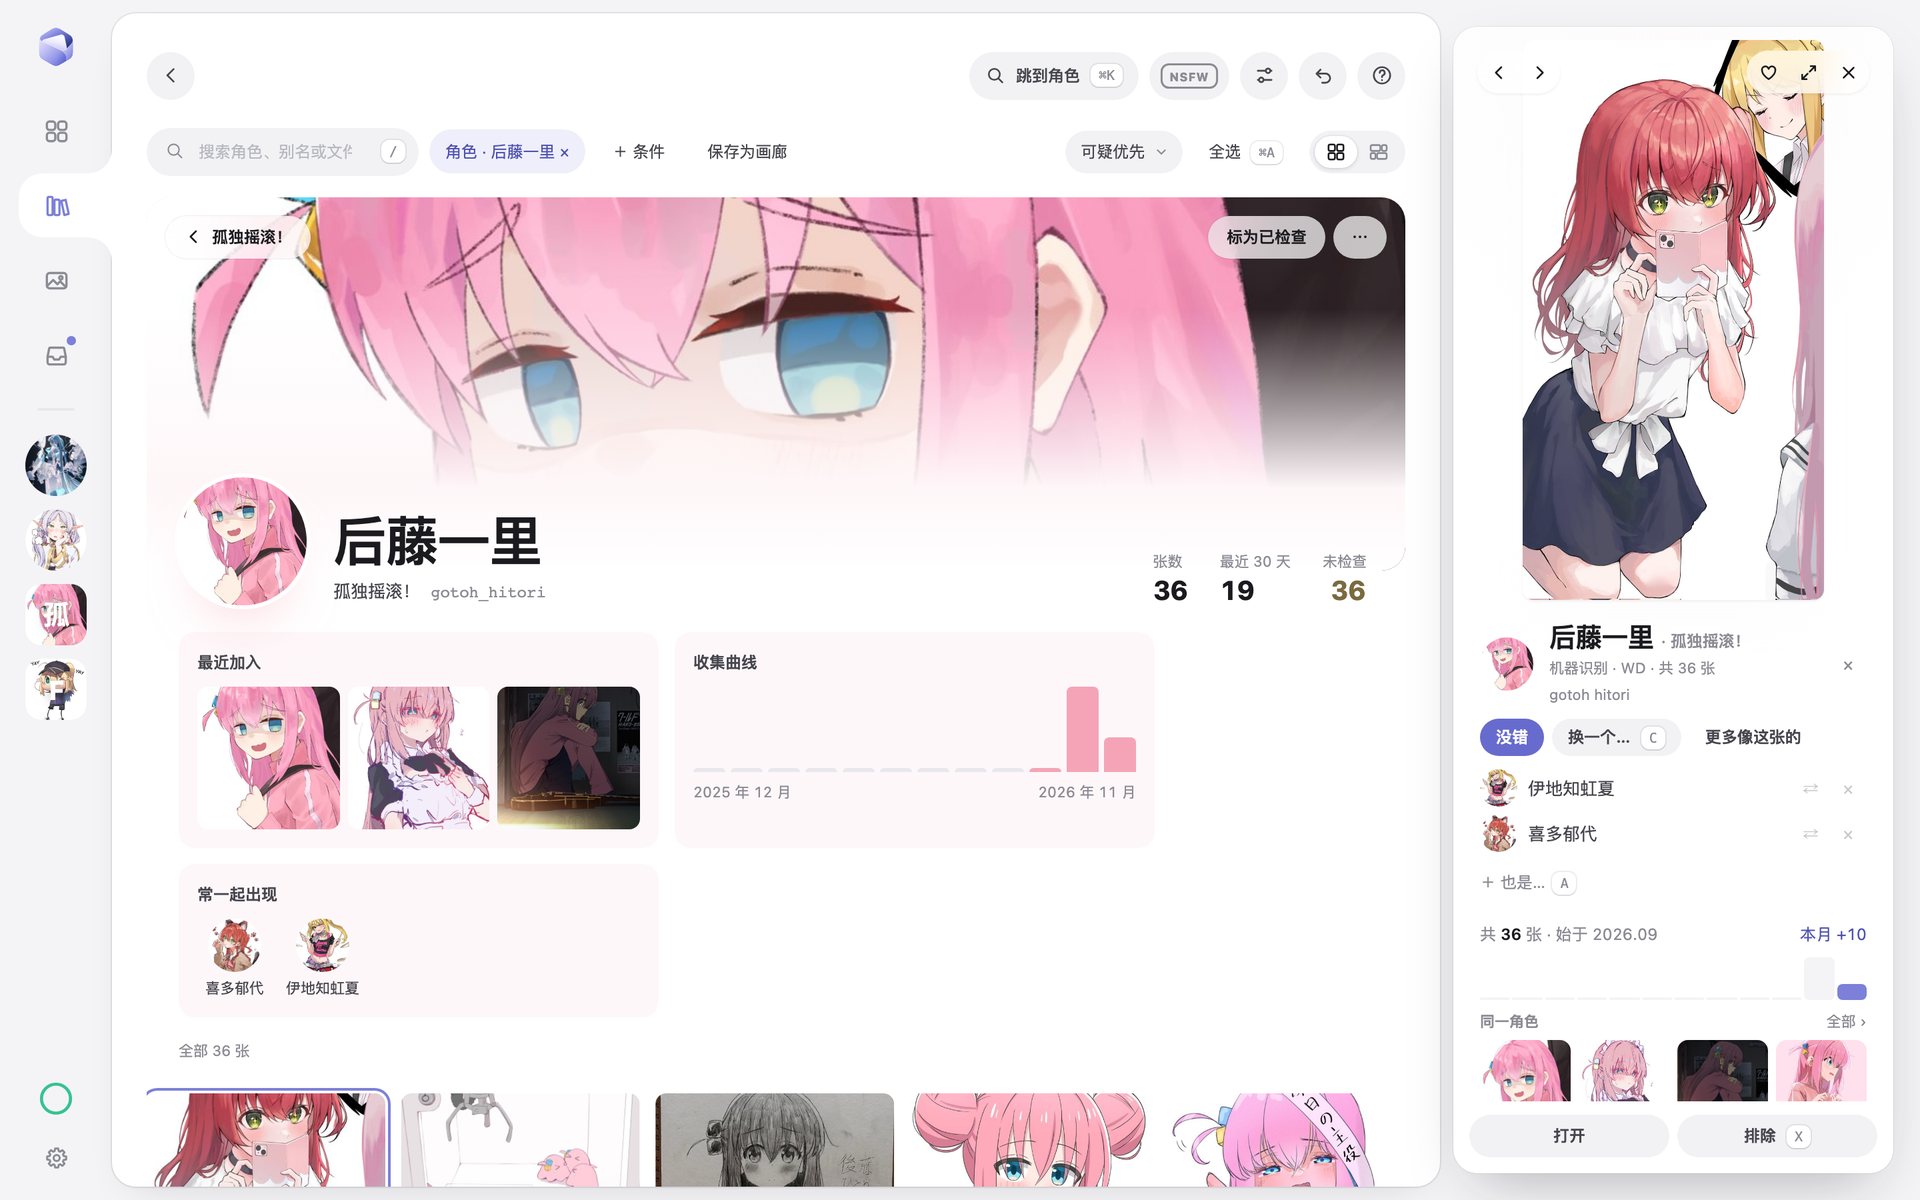 跳到角色 ⌘K
NSFW
搜索角色、别名或文件 /
角色 · 后藤一里 ×
+ 条件
保存为画廊
可疑优先
全选 ⌘A
孤独摇滚!
标为已检查
...
后藤一里
孤独摇滚! gotoh_hitori
张数 最近 30 天 未检查
36 19 36
最近加入
收集曲线
2025 年 12 月 2026 年 11 月
常一起出现
喜多郁代 伊地知虹夏
全部 36 张
今日の主役
孤
F
后藤一里 · 孤独摇滚!
机器识别 · WD · 共 36 张
gotoh hitori
没错
换一个... C
更多像这张的
伊地知虹夏
喜多郁代
+ 也是... A
共 36 张 · 始于 2026.09
本月 +10
同一角色 全部 ›
打开
排除 X